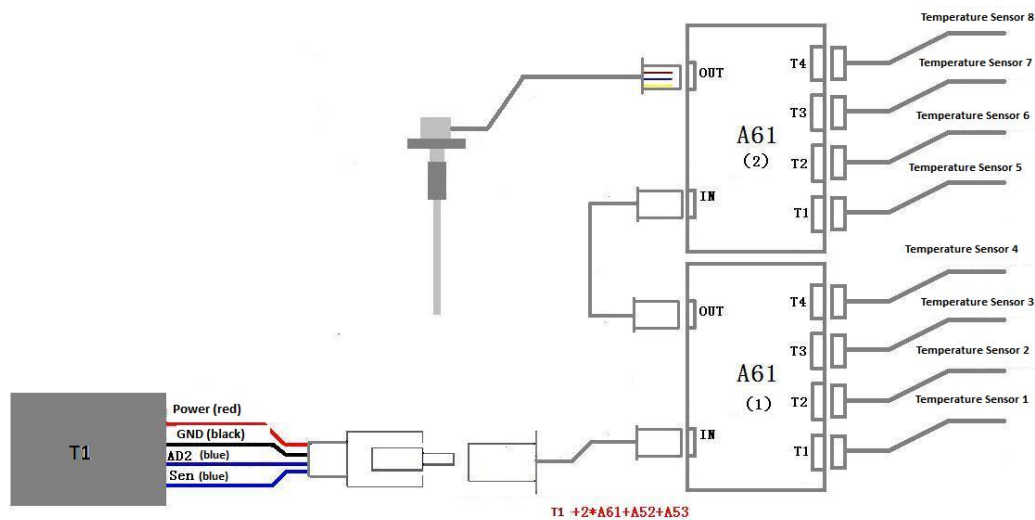 Temperature Sensor 8
OUT
T4
Temperature Sensor 7
T3
Temperature Sensor 6
A61
(2)
T2
Temperature Sensor 5
IN
T1
Temperature Sensor 4
OUT
T4
Temperature Sensor 3
T3
Temperature Sensor 2
A61
(1)
T2
Temperature Sensor 1
IN
T1
T1
Power (red)
GND (black)
AD2 (blue)
Sen (blue)
T1 +2*A61+A52+A53